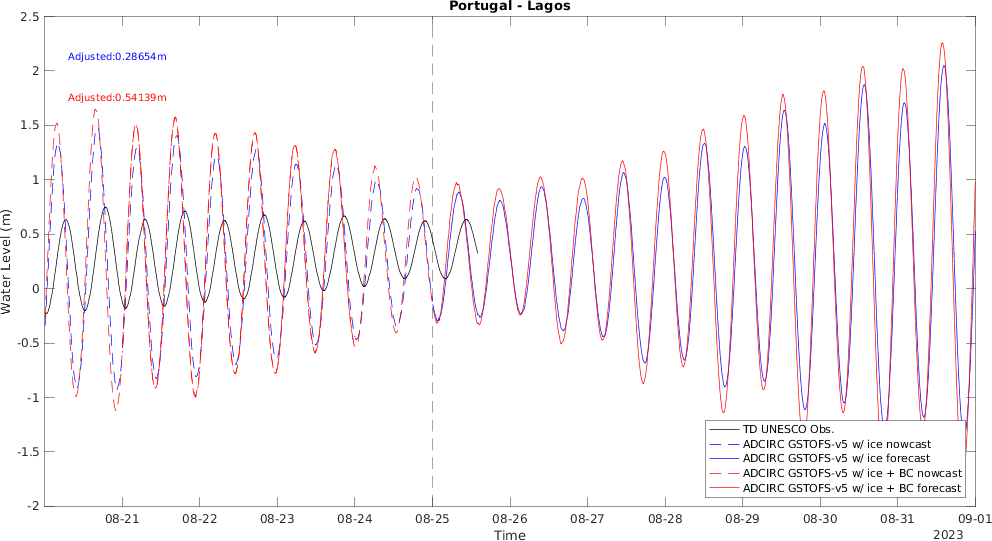 Portugal - Lagos
2.5
Adjusted:0.28654m
2
Adjusted:0.54139m
1.5
1
0.5
0
-0.5
-1
-1.5
-2
Water Level (m)
TD UNESCO Obs.
ADCIRC GSTOFS-v5 w/ ice nowcast
ADCIRC GSTOFS-v5 w/ ice forecast
ADCIRC GSTOFS-v5 w/ ice + BC nowcast
ADCIRC GSTOFS-v5 w/ ice + BC forecast
08-21 08-22 08-23 08-24 08-25 08-26 08-27 08-28 08-29 08-30 08-31 09-01
Time
2023